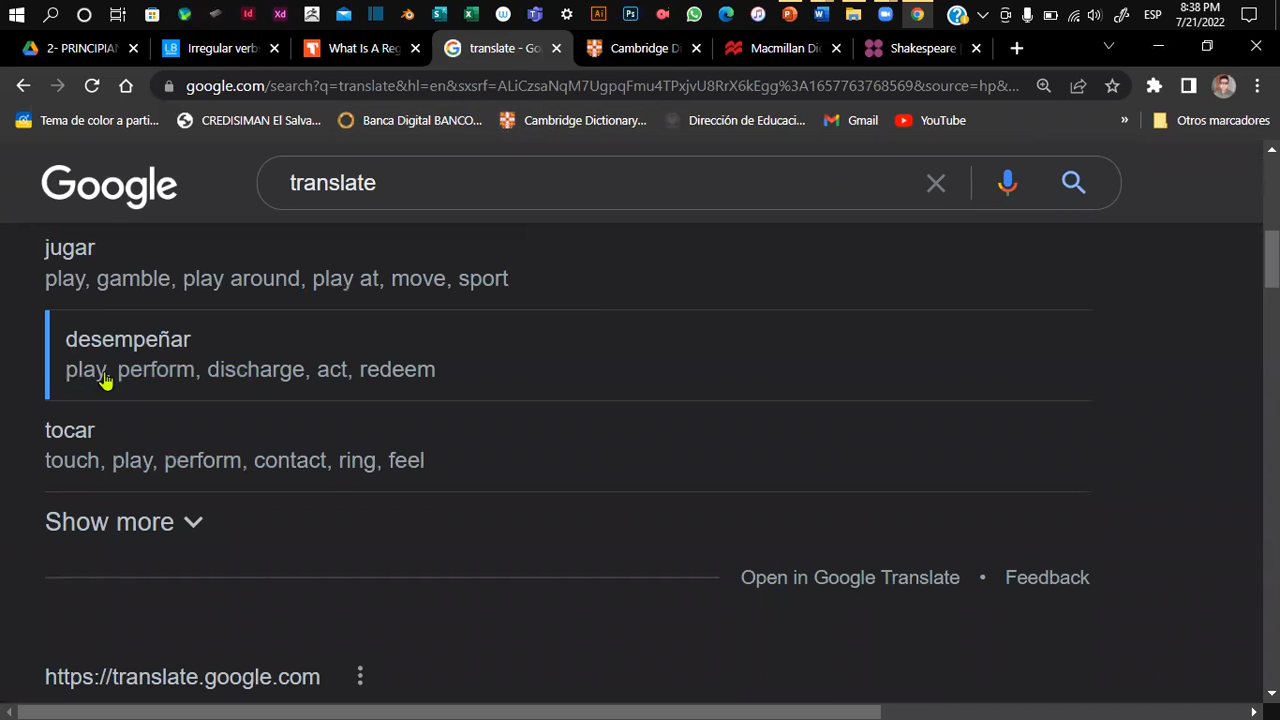 8:38 PM
ESP
7/21/2022
2- PRINCIPIAN
Irregular verb
What Is A Reg
translate - Go
Cambridge Di
Macmillan Dic
Shakespeare
google.com/search?q=translate&hl=en&sxsrf=ALiCzsaNqM7UgpqFmu4TPxjvU8RrX6kEgg%3A1657763768569&source=hp&...
Tema de color a parti...
CREDISIMAN El Salva...
Banca Digital BANCO...
Cambridge Dictionary...
Dirección de Educaci...
Gmail
YouTube
»
Otros marcadores
Google
translate
jugar
play, gamble, play around, play at, move, sport
desempeñar
play, perform, discharge, act, redeem
tocar
touch, play, perform, contact, ring, feel
Show more
Open in Google Translate • Feedback
https://translate.google.com